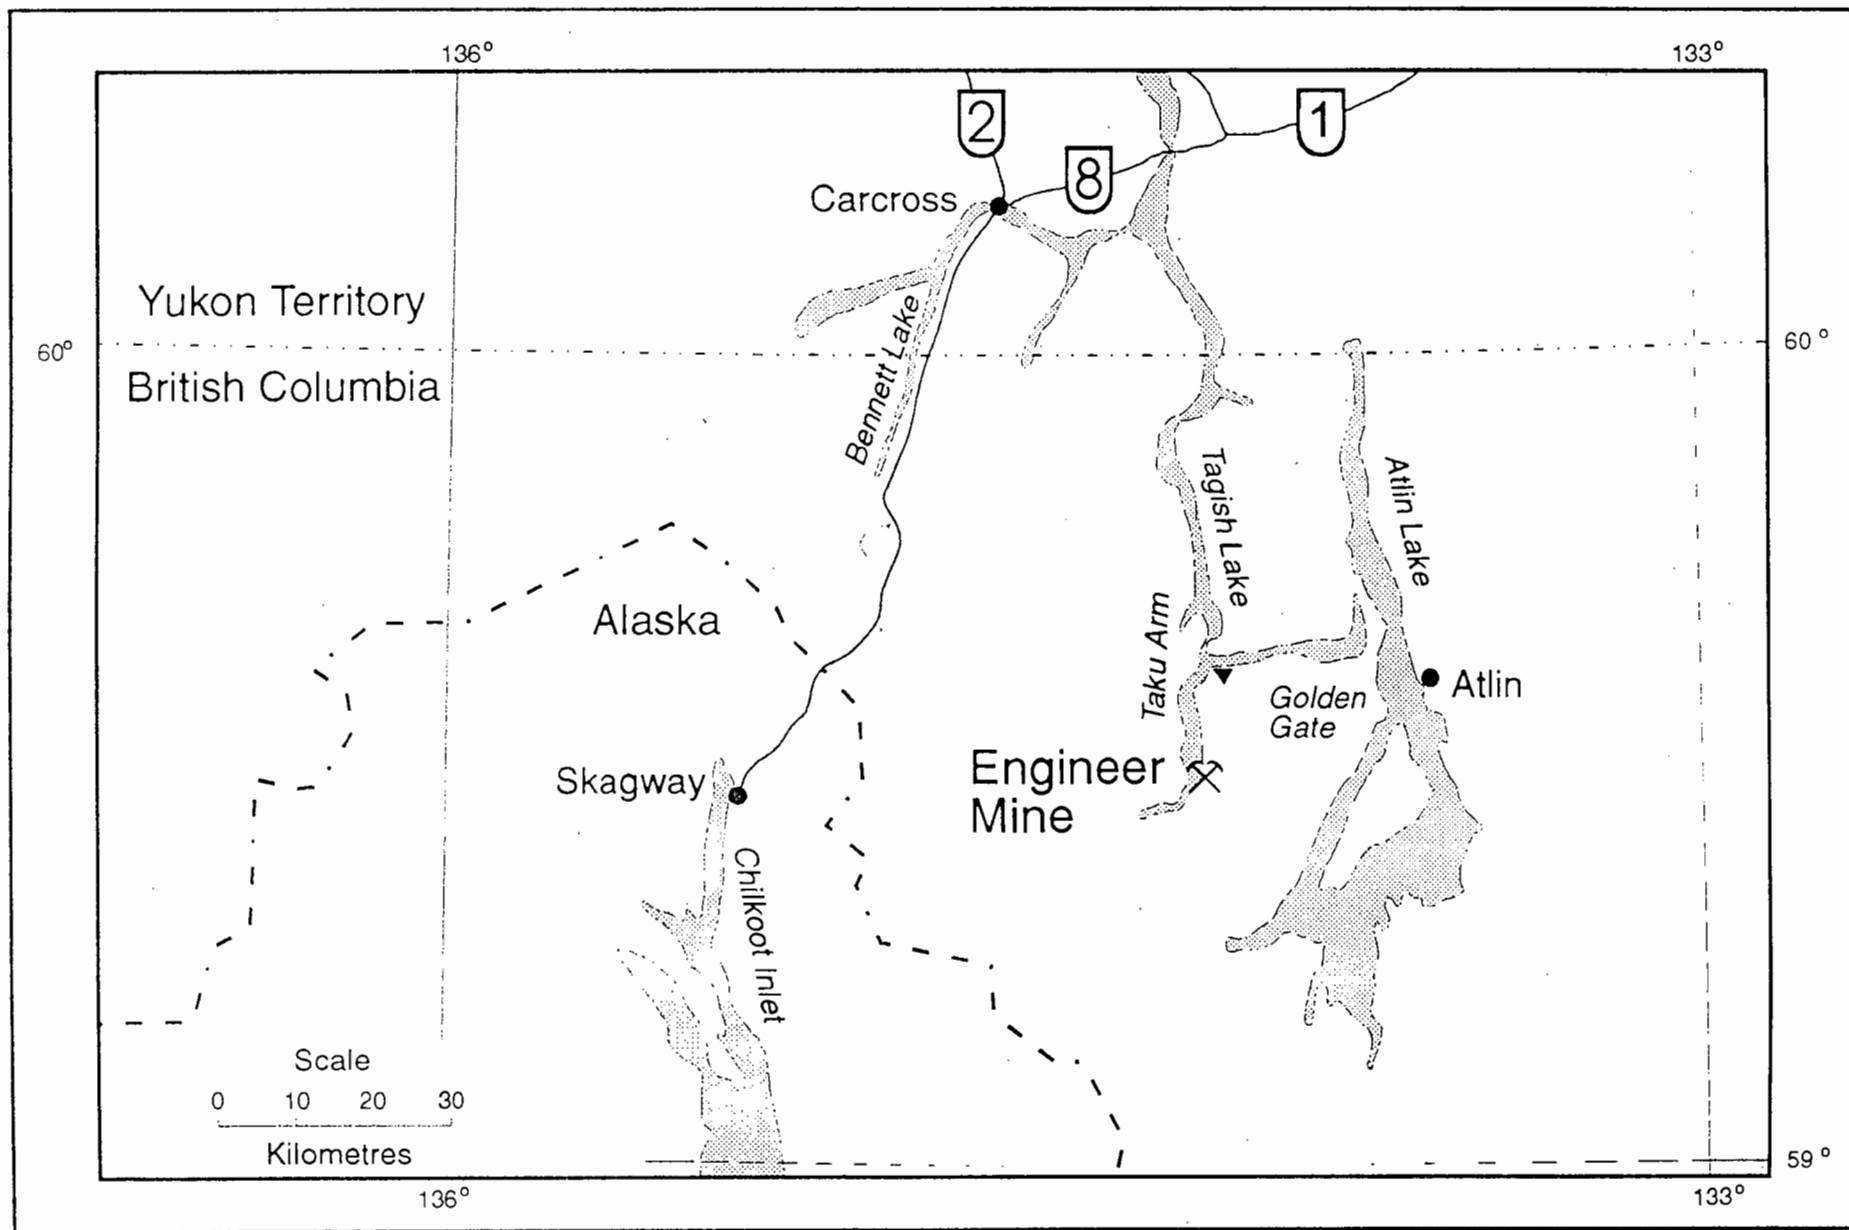 136°
133°
2
1
8
Carcross
Yukon Territory
60°
60°
British Columbia
Bennett Lake
Tagish Lake
Atlin Lake
Alaska
Taku Arm
Atlin
Golden
Gate
Engineer
Mine
Skagway
Chilkoot Inlet
Scale
0 10 20 30
Kilometres
59°
136°
133°